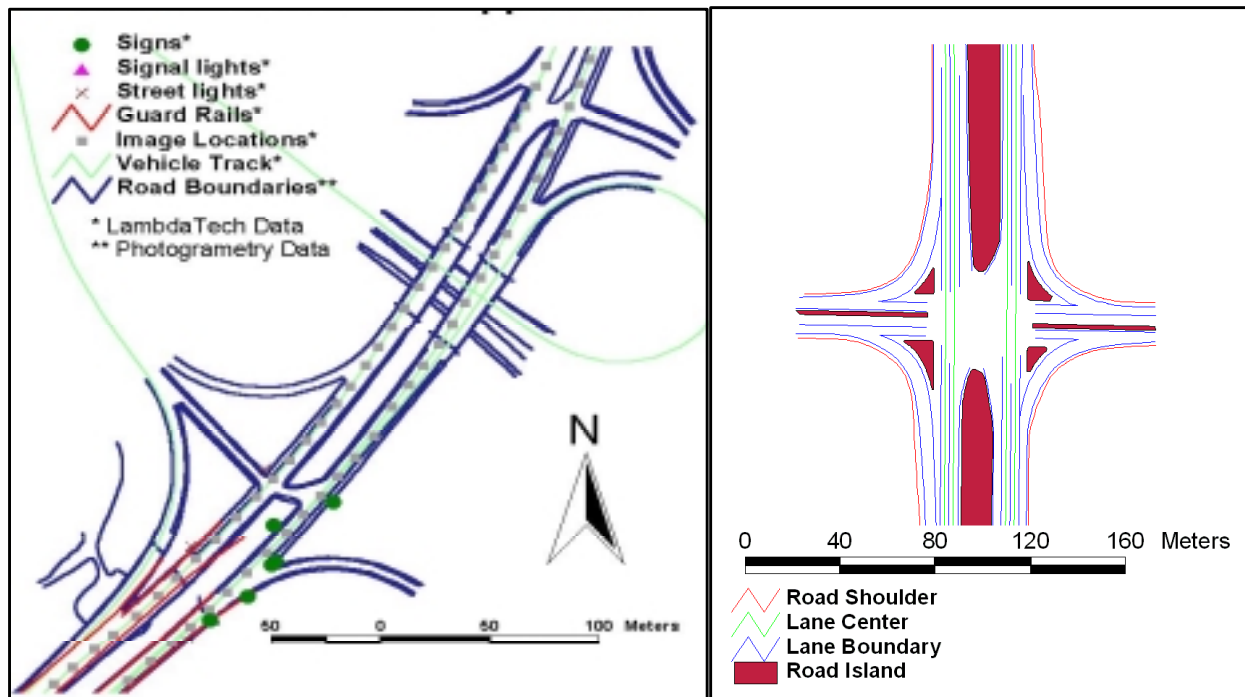 Signs*
Signal lights*
Street lights*
Guard Rails*
Image Locations*
Vehicle Track*
Road Boundaries**
* LambdaTech Data
** Photogrametry Data
N
50 0 50 100 Meters
0 40 80 120 160 Meters
Road Shoulder
Lane Center
Lane Boundary
Road Island